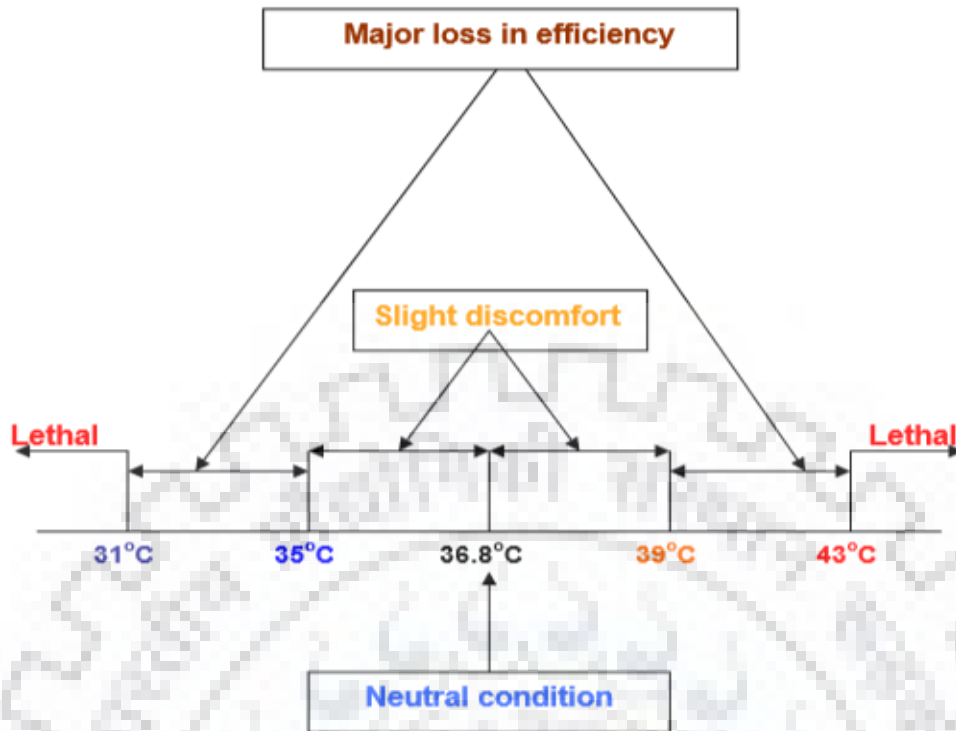 Major loss in efficiency
Slight discomfort
Lethal
Lethal
31°C
35°C
36.8°C
39°C
43°C
Neutral condition